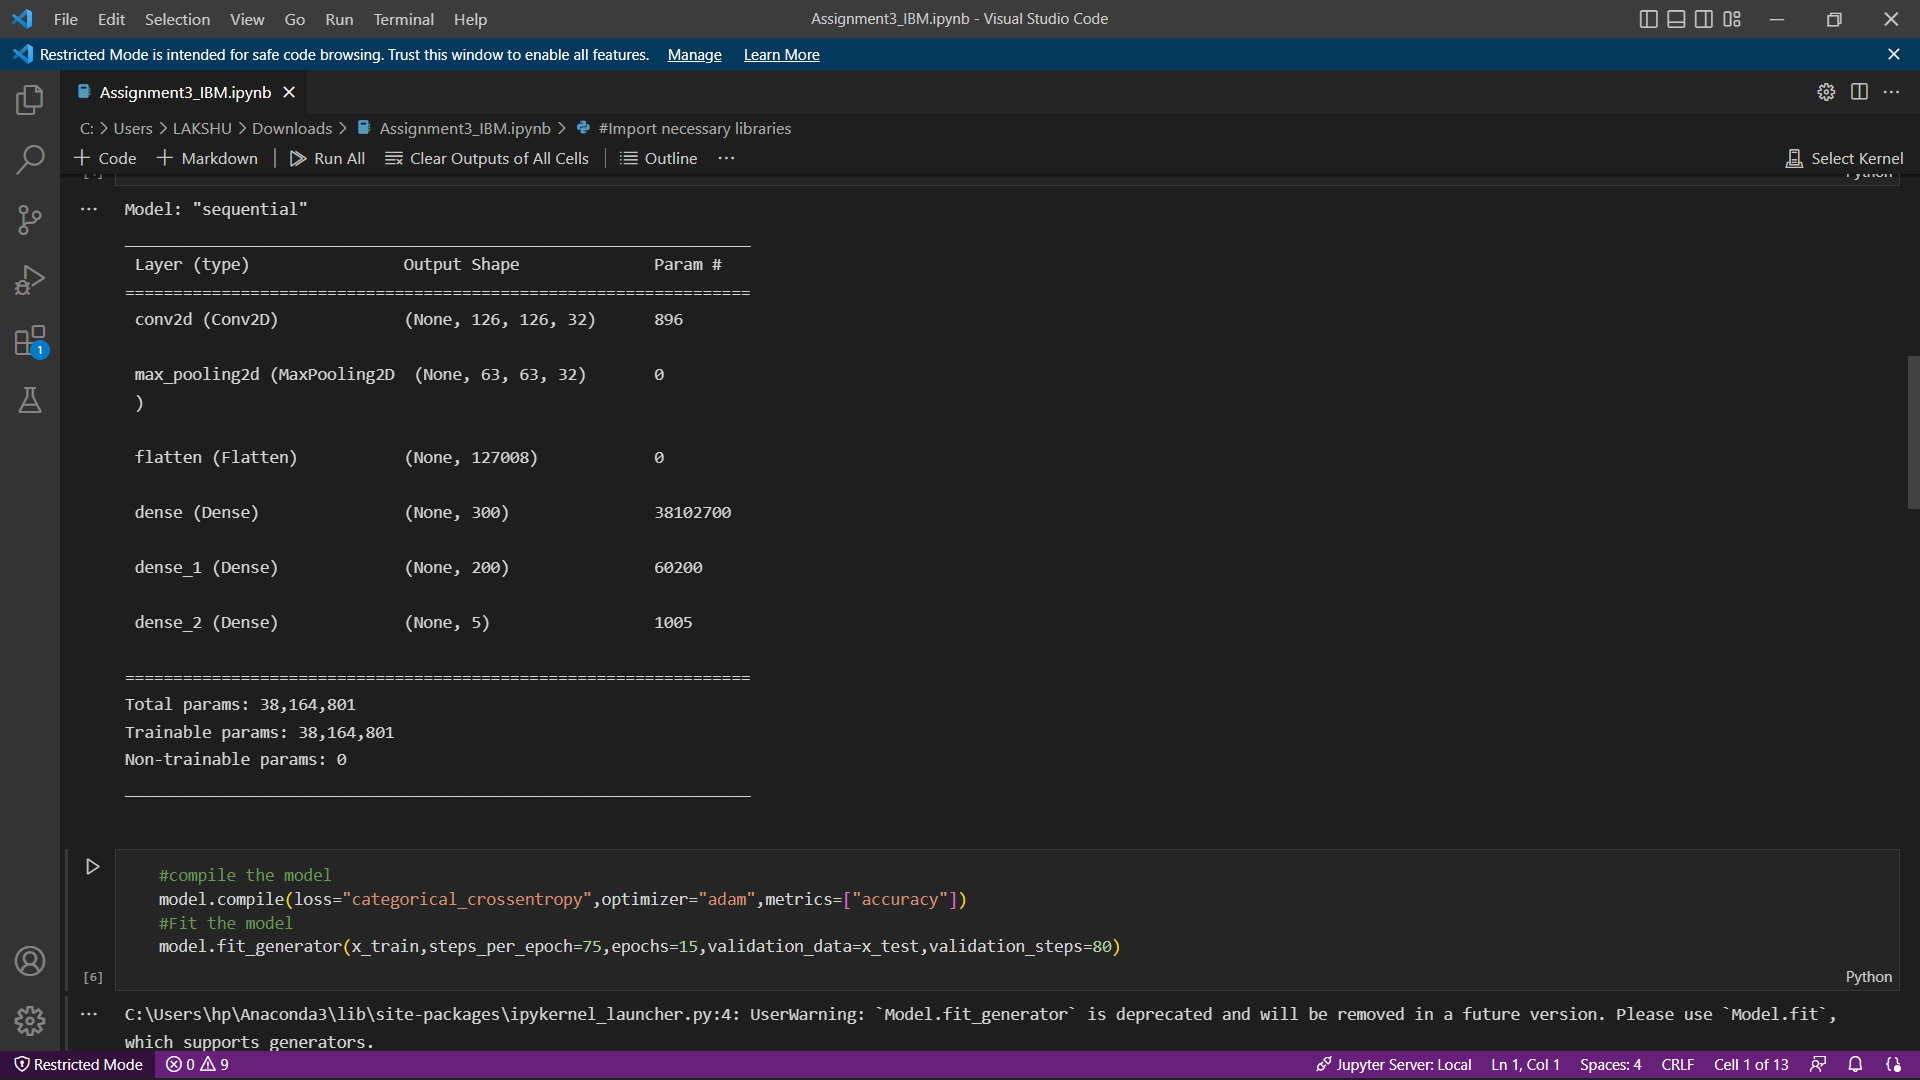 File Edit Selection View Go Run Terminal Help Assignment3_IBM.ipynb - Visual Studio Code
Restricted Mode is intended for safe code browsing. Trust this window to enable all features. Manage Learn More
Assignment3_IBM.ipynb
C: > Users > LAKSHU > Downloads > Assignment3_IBM.ipynb > #Import necessary libraries
+ Code + Markdown | Run All Clear Outputs of All Cells | Outline ··· Select Kernel
Python
··· Model: "sequential"
_________________________________________________________________
Layer (type) Output Shape Param #
=================================================================
conv2d (Conv2D) (None, 126, 126, 32) 896
max_pooling2d (MaxPooling2D (None, 63, 63, 32) 0
)
flatten (Flatten) (None, 127008) 0
dense (Dense) (None, 300) 38102700
dense_1 (Dense) (None, 200) 60200
dense_2 (Dense) (None, 5) 1005
=================================================================
Total params: 38,164,801
Trainable params: 38,164,801
Non-trainable params: 0
_________________________________________________________________
#compile the model
model.compile(loss="categorical_crossentropy",optimizer="adam",metrics=["accuracy"])
#Fit the model
model.fit_generator(x_train,steps_per_epoch=75,epochs=15,validation_data=x_test,validation_steps=80)
[6] Python
··· C:\Users\hp\Anaconda3\lib\site-packages\ipykernel_launcher.py:4: UserWarning: `Model.fit_generator` is deprecated and will be removed in a future version. Please use `Model.fit`,
which supports generators.
1
Restricted Mode 0 9 Jupyter Server: Local Ln 1, Col 1 Spaces: 4 CRLF Cell 1 of 13